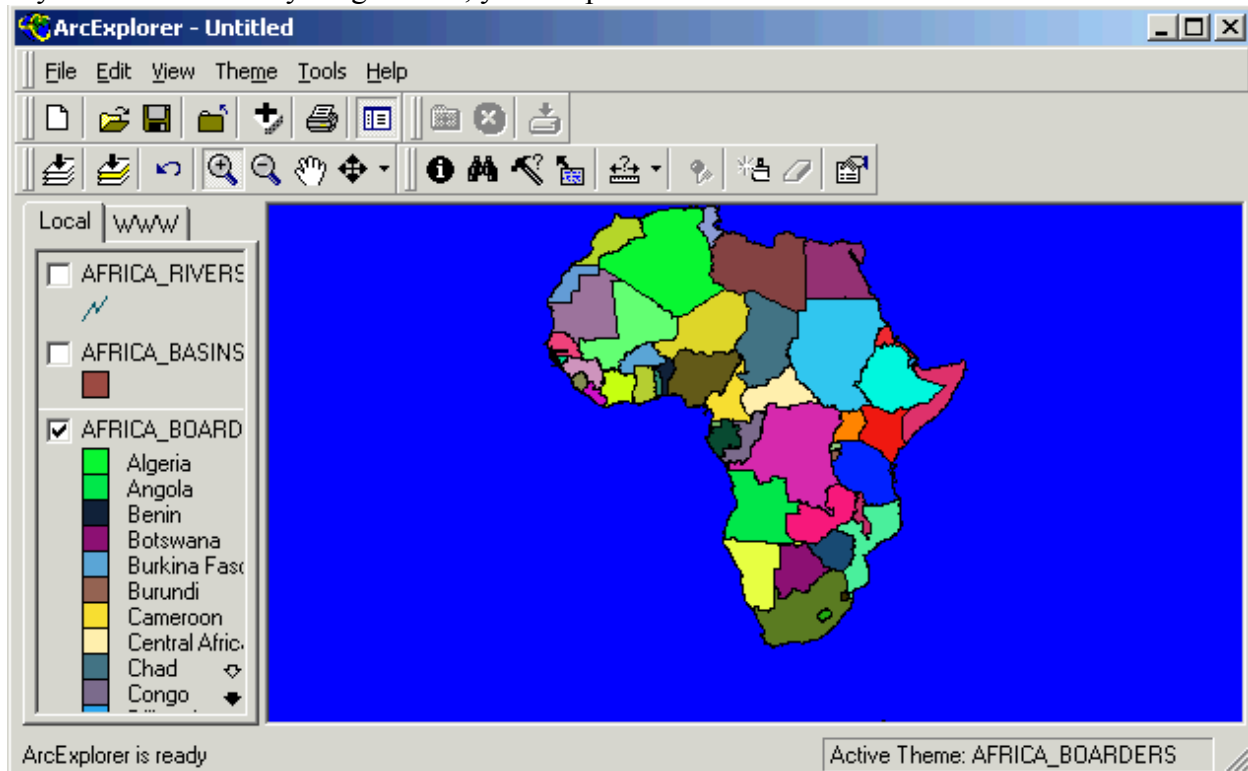 ArcExplorer - Untitled
File Edit View Theme Tools Help
Local WWW
AFRICA_RIVERS
AFRICA_BASINS
AFRICA_BOARD
Algeria
Angola
Benin
Botswana
Burkina Faso
Burundi
Cameroon
Central Afric
Chad
Congo
ArcExplorer is ready
Active Theme: AFRICA_BOARDERS